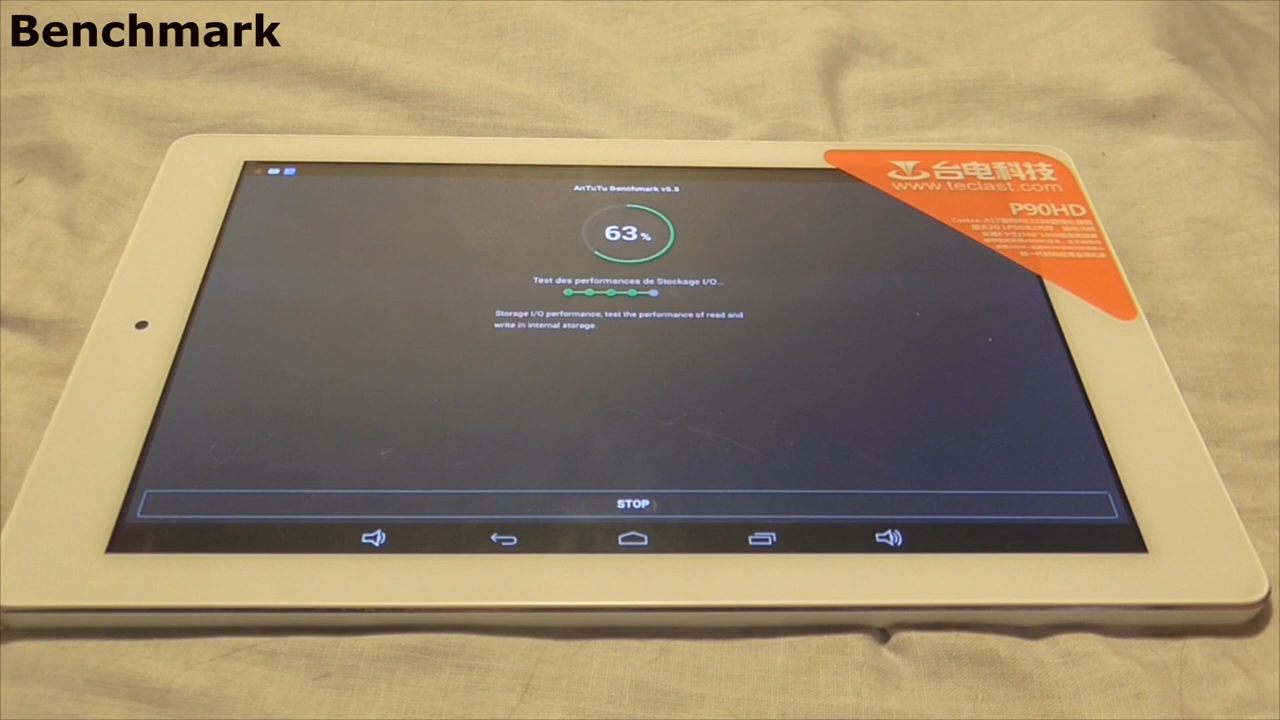 Benchmark
台电科技
www.teclast.com
P90HD
AnTuTu Benchmark v5.5
63%
Test des performances de Stockage I/O...
Storage I/O performance, test the performance of read and
write in internal storage.
STOP